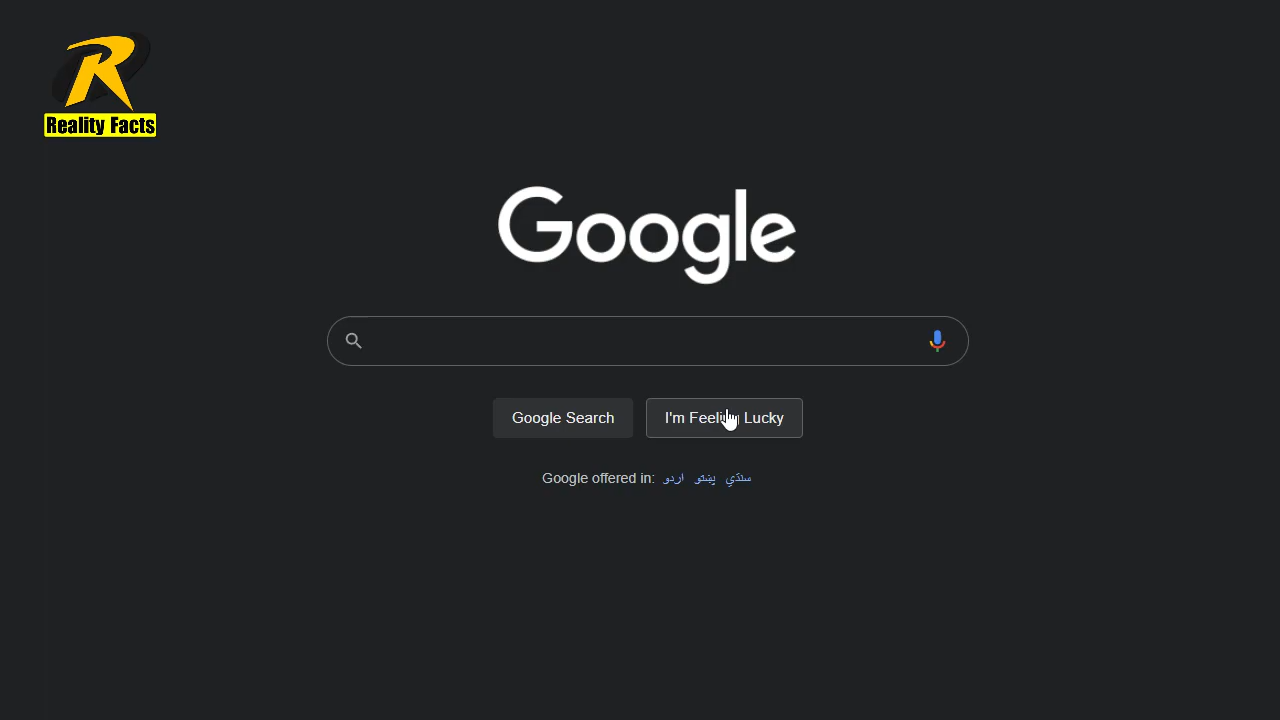 R
Reality Facts
Google
Google Search
I'm Feeling Lucky
Google offered in: اردو پښتو سنڌي